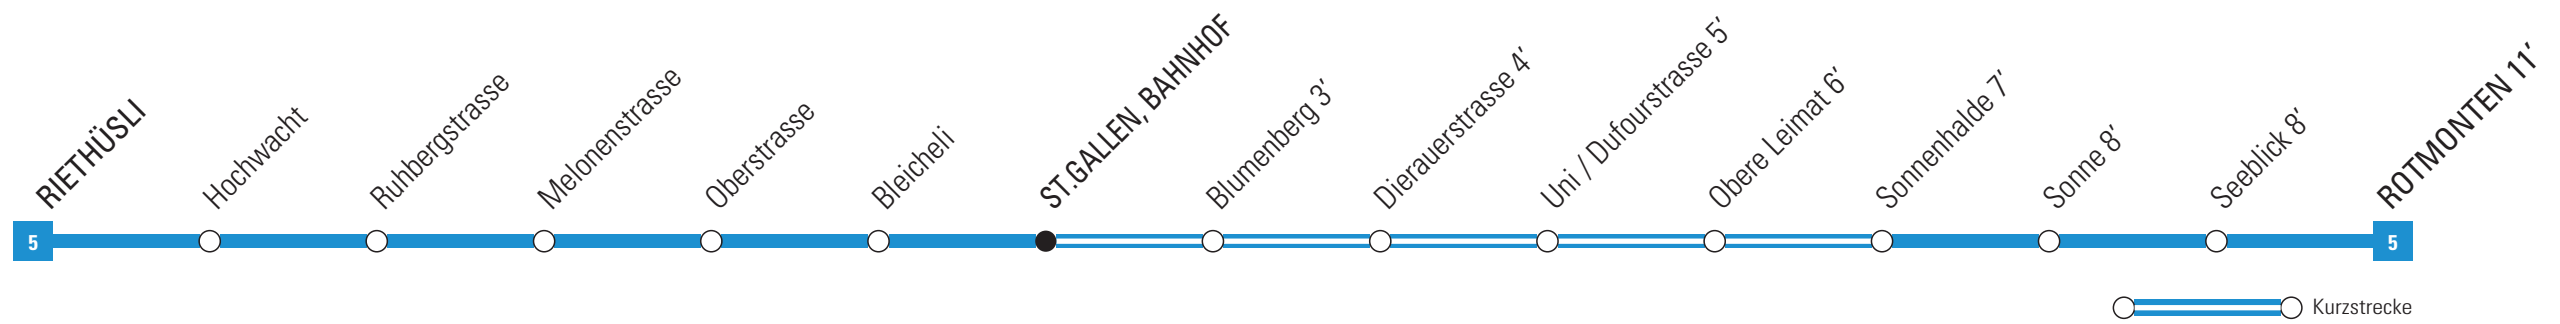 RIETHÜSLI
Hochwacht
Ruhbergstrasse
Melonenstrasse
Oberstrasse
Bleicheli
ST.GALLEN, BAHNHOF
Blumenberg 3′
Dierauerstrasse 4′
Uni / Dufourstrasse 5′
Obere Leimat 6′
Sonnenhalde 7′
Sonne 8′
Seeblick 8′
ROTMONTEN 11′
5
5
Kurzstrecke